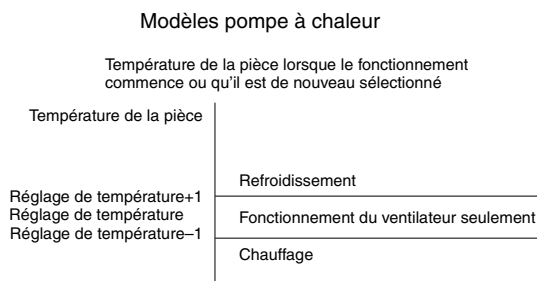 Modèles pompe à chaleur
Température de la pièce lorsque le fonctionnement
commence ou qu'il est de nouveau sélectionné
Température de la pièce
Refroidissement
Réglage de température+1
Réglage de température
Fonctionnement du ventilateur seulement
Réglage de température–1
Chauffage